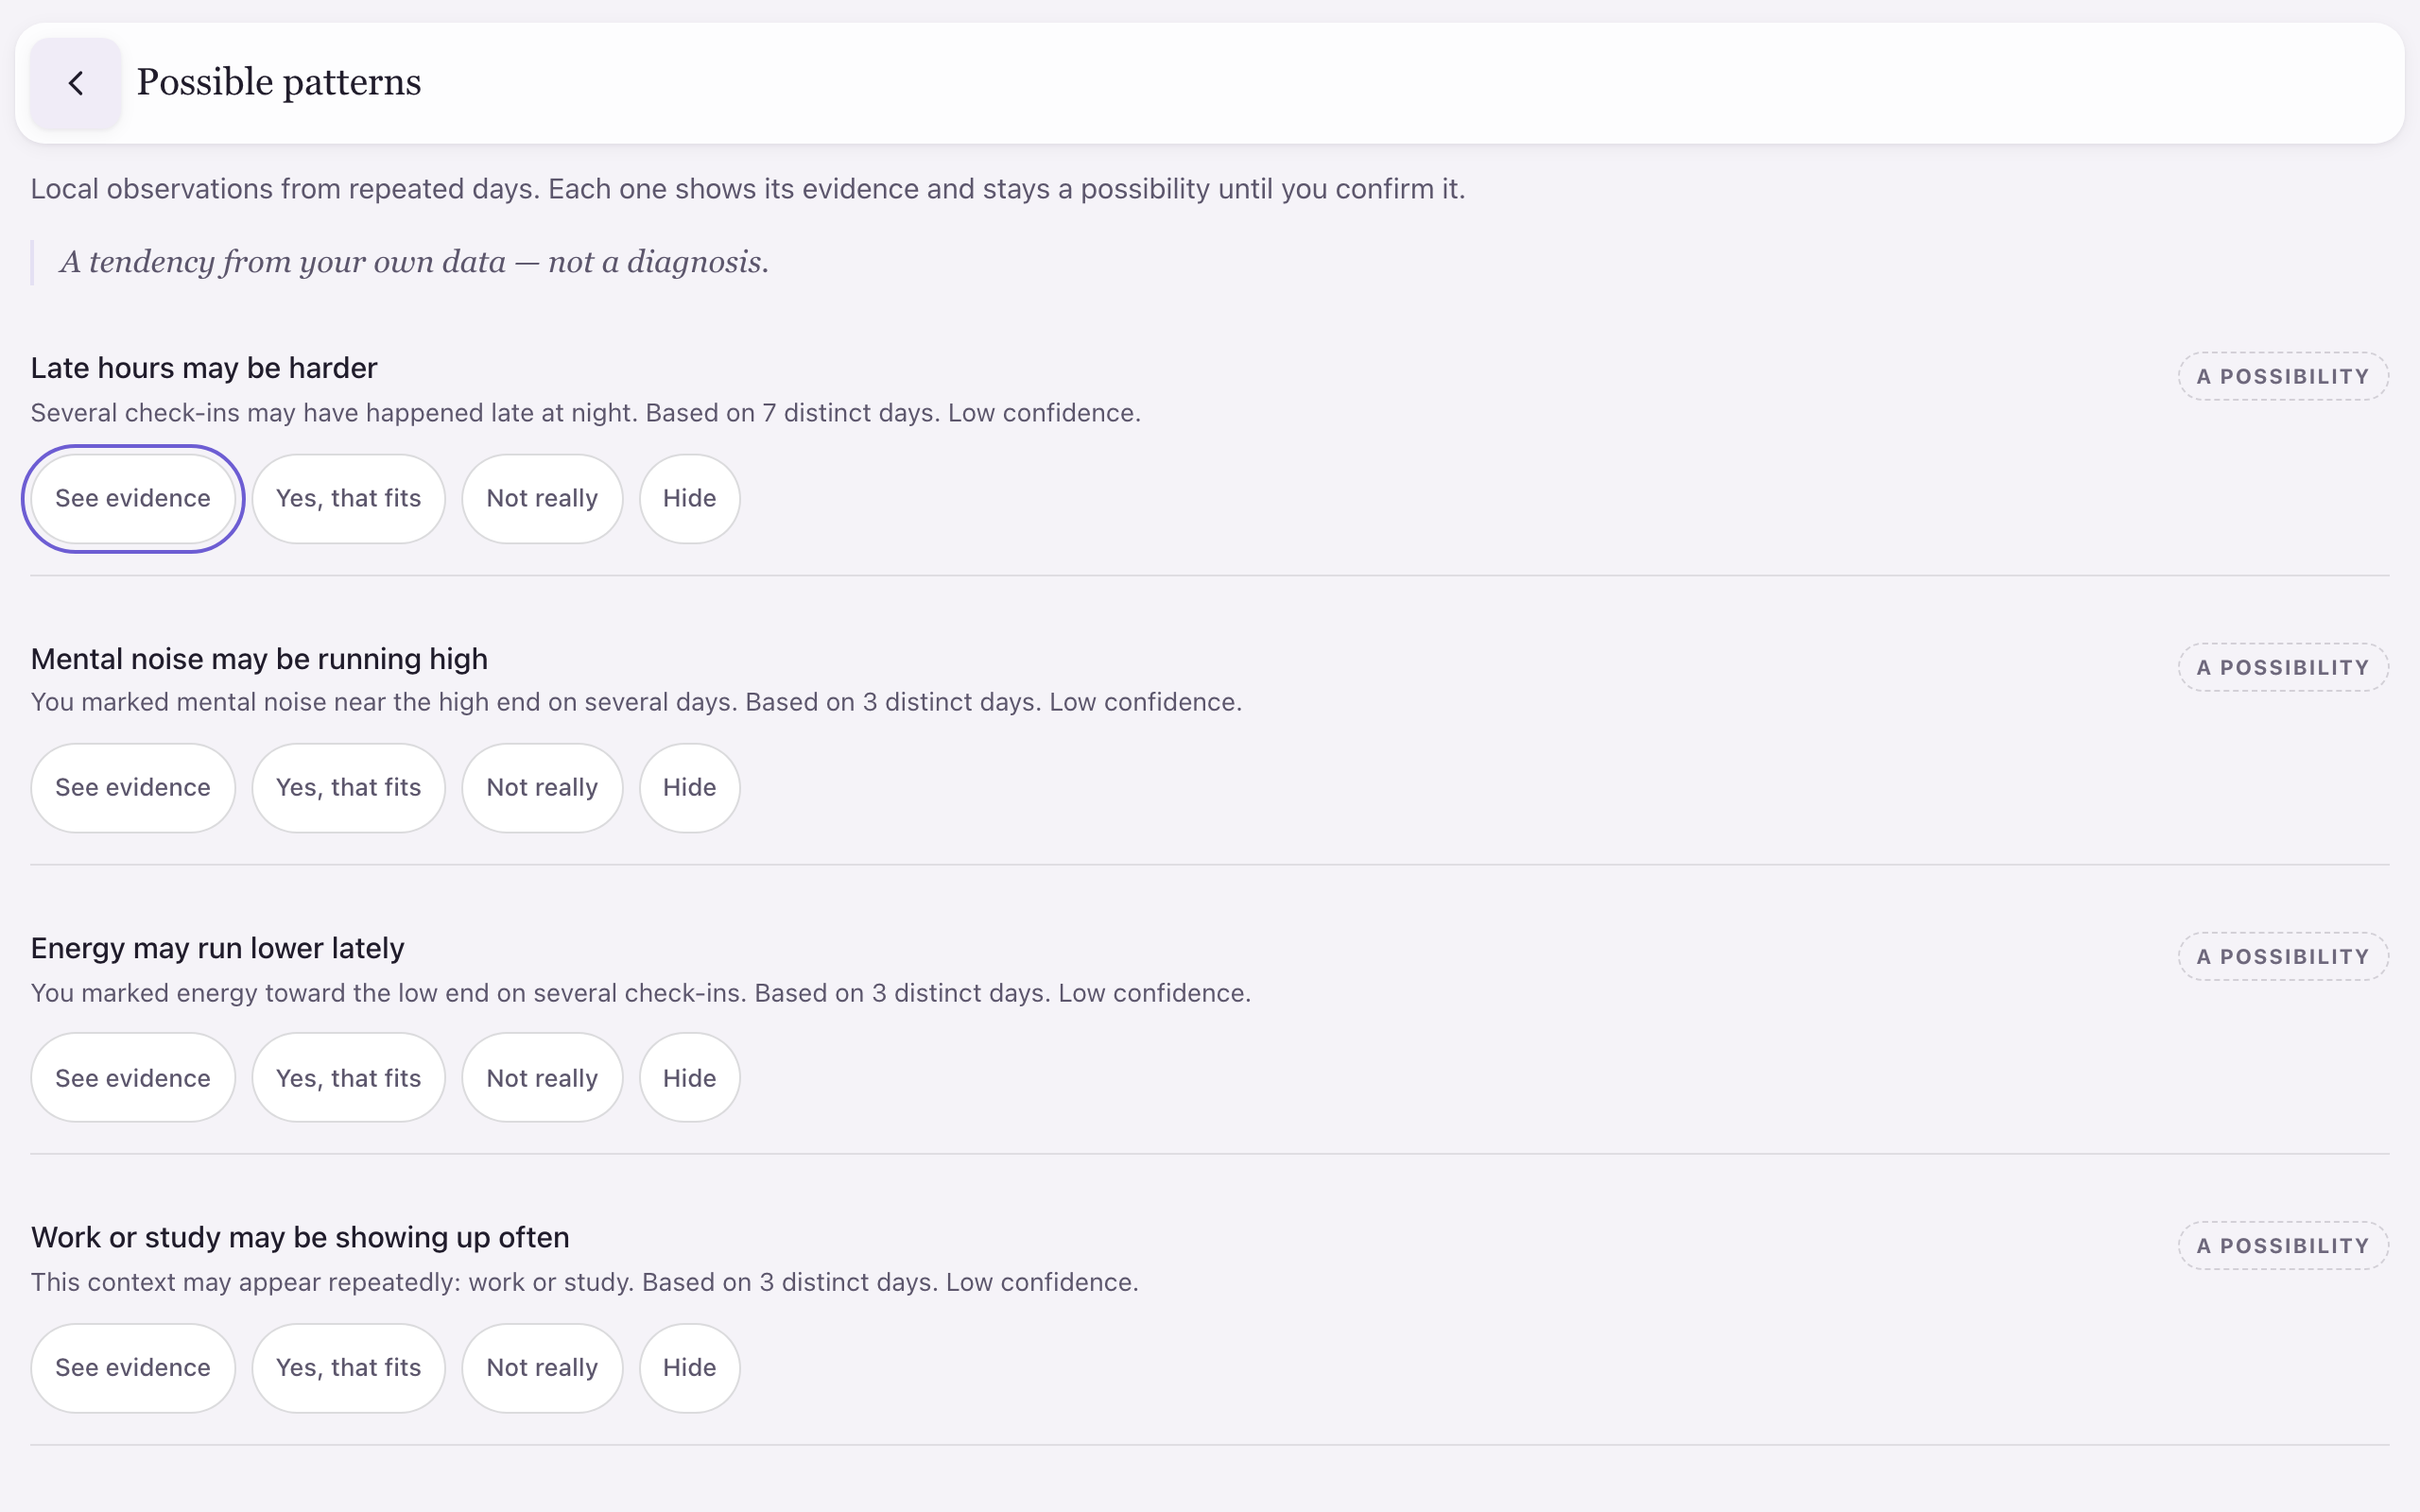 Possible patterns
Local observations from repeated days. Each one shows its evidence and stays a possibility until you confirm it.
A tendency from your own data — not a diagnosis.
Late hours may be harder
A POSSIBILITY
Several check-ins may have happened late at night. Based on 7 distinct days. Low confidence.
See evidence
Yes, that fits
Not really
Hide
Mental noise may be running high
A POSSIBILITY
You marked mental noise near the high end on several days. Based on 3 distinct days. Low confidence.
See evidence
Yes, that fits
Not really
Hide
Energy may run lower lately
A POSSIBILITY
You marked energy toward the low end on several check-ins. Based on 3 distinct days. Low confidence.
See evidence
Yes, that fits
Not really
Hide
Work or study may be showing up often
A POSSIBILITY
This context may appear repeatedly: work or study. Based on 3 distinct days. Low confidence.
See evidence
Yes, that fits
Not really
Hide